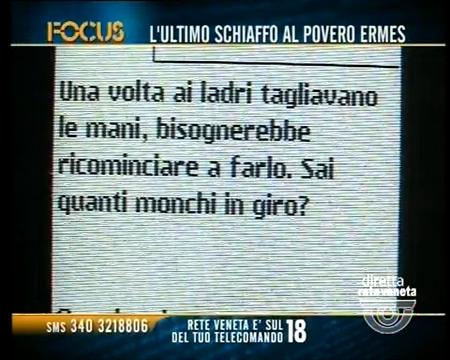 FOCUS
L'ULTIMO SCHIAFFO AL POVERO ERMES
Una volta ai ladri tagliavano
le mani, bisognerebbe
ricominciare a farlo. Sai
quanti monchi in giro?
diretta
reteveneta
SMS 340 3218806
RETE VENETA E' SUL
DEL TUO TELECOMANDO 18